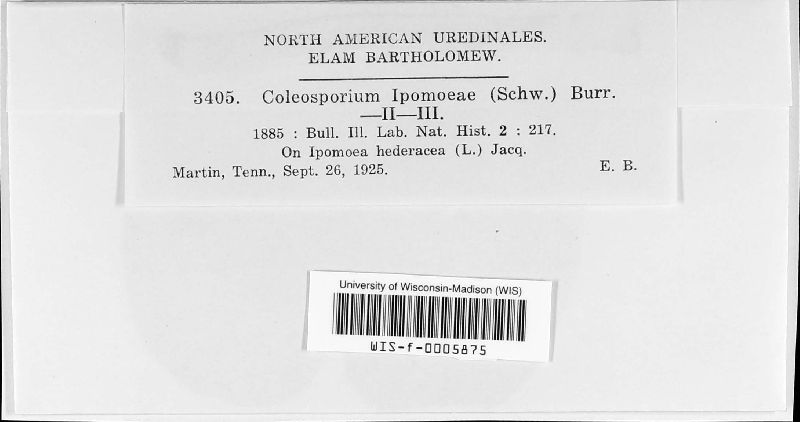 NORTH AMERICAN UREDINALES.
ELAM BARTHOLOMEW.
3405. Coleosporium Ipomoeae (Schw.) Burr.
—II—III.
1885 : Bull. Ill. Lab. Nat. Hist. 2 : 217.
On Ipomoea hederacea (L.) Jacq.
Martin, Tenn., Sept. 26, 1925. E. B.
University of Wisconsin-Madison (WIS)
WIS-f-0005875